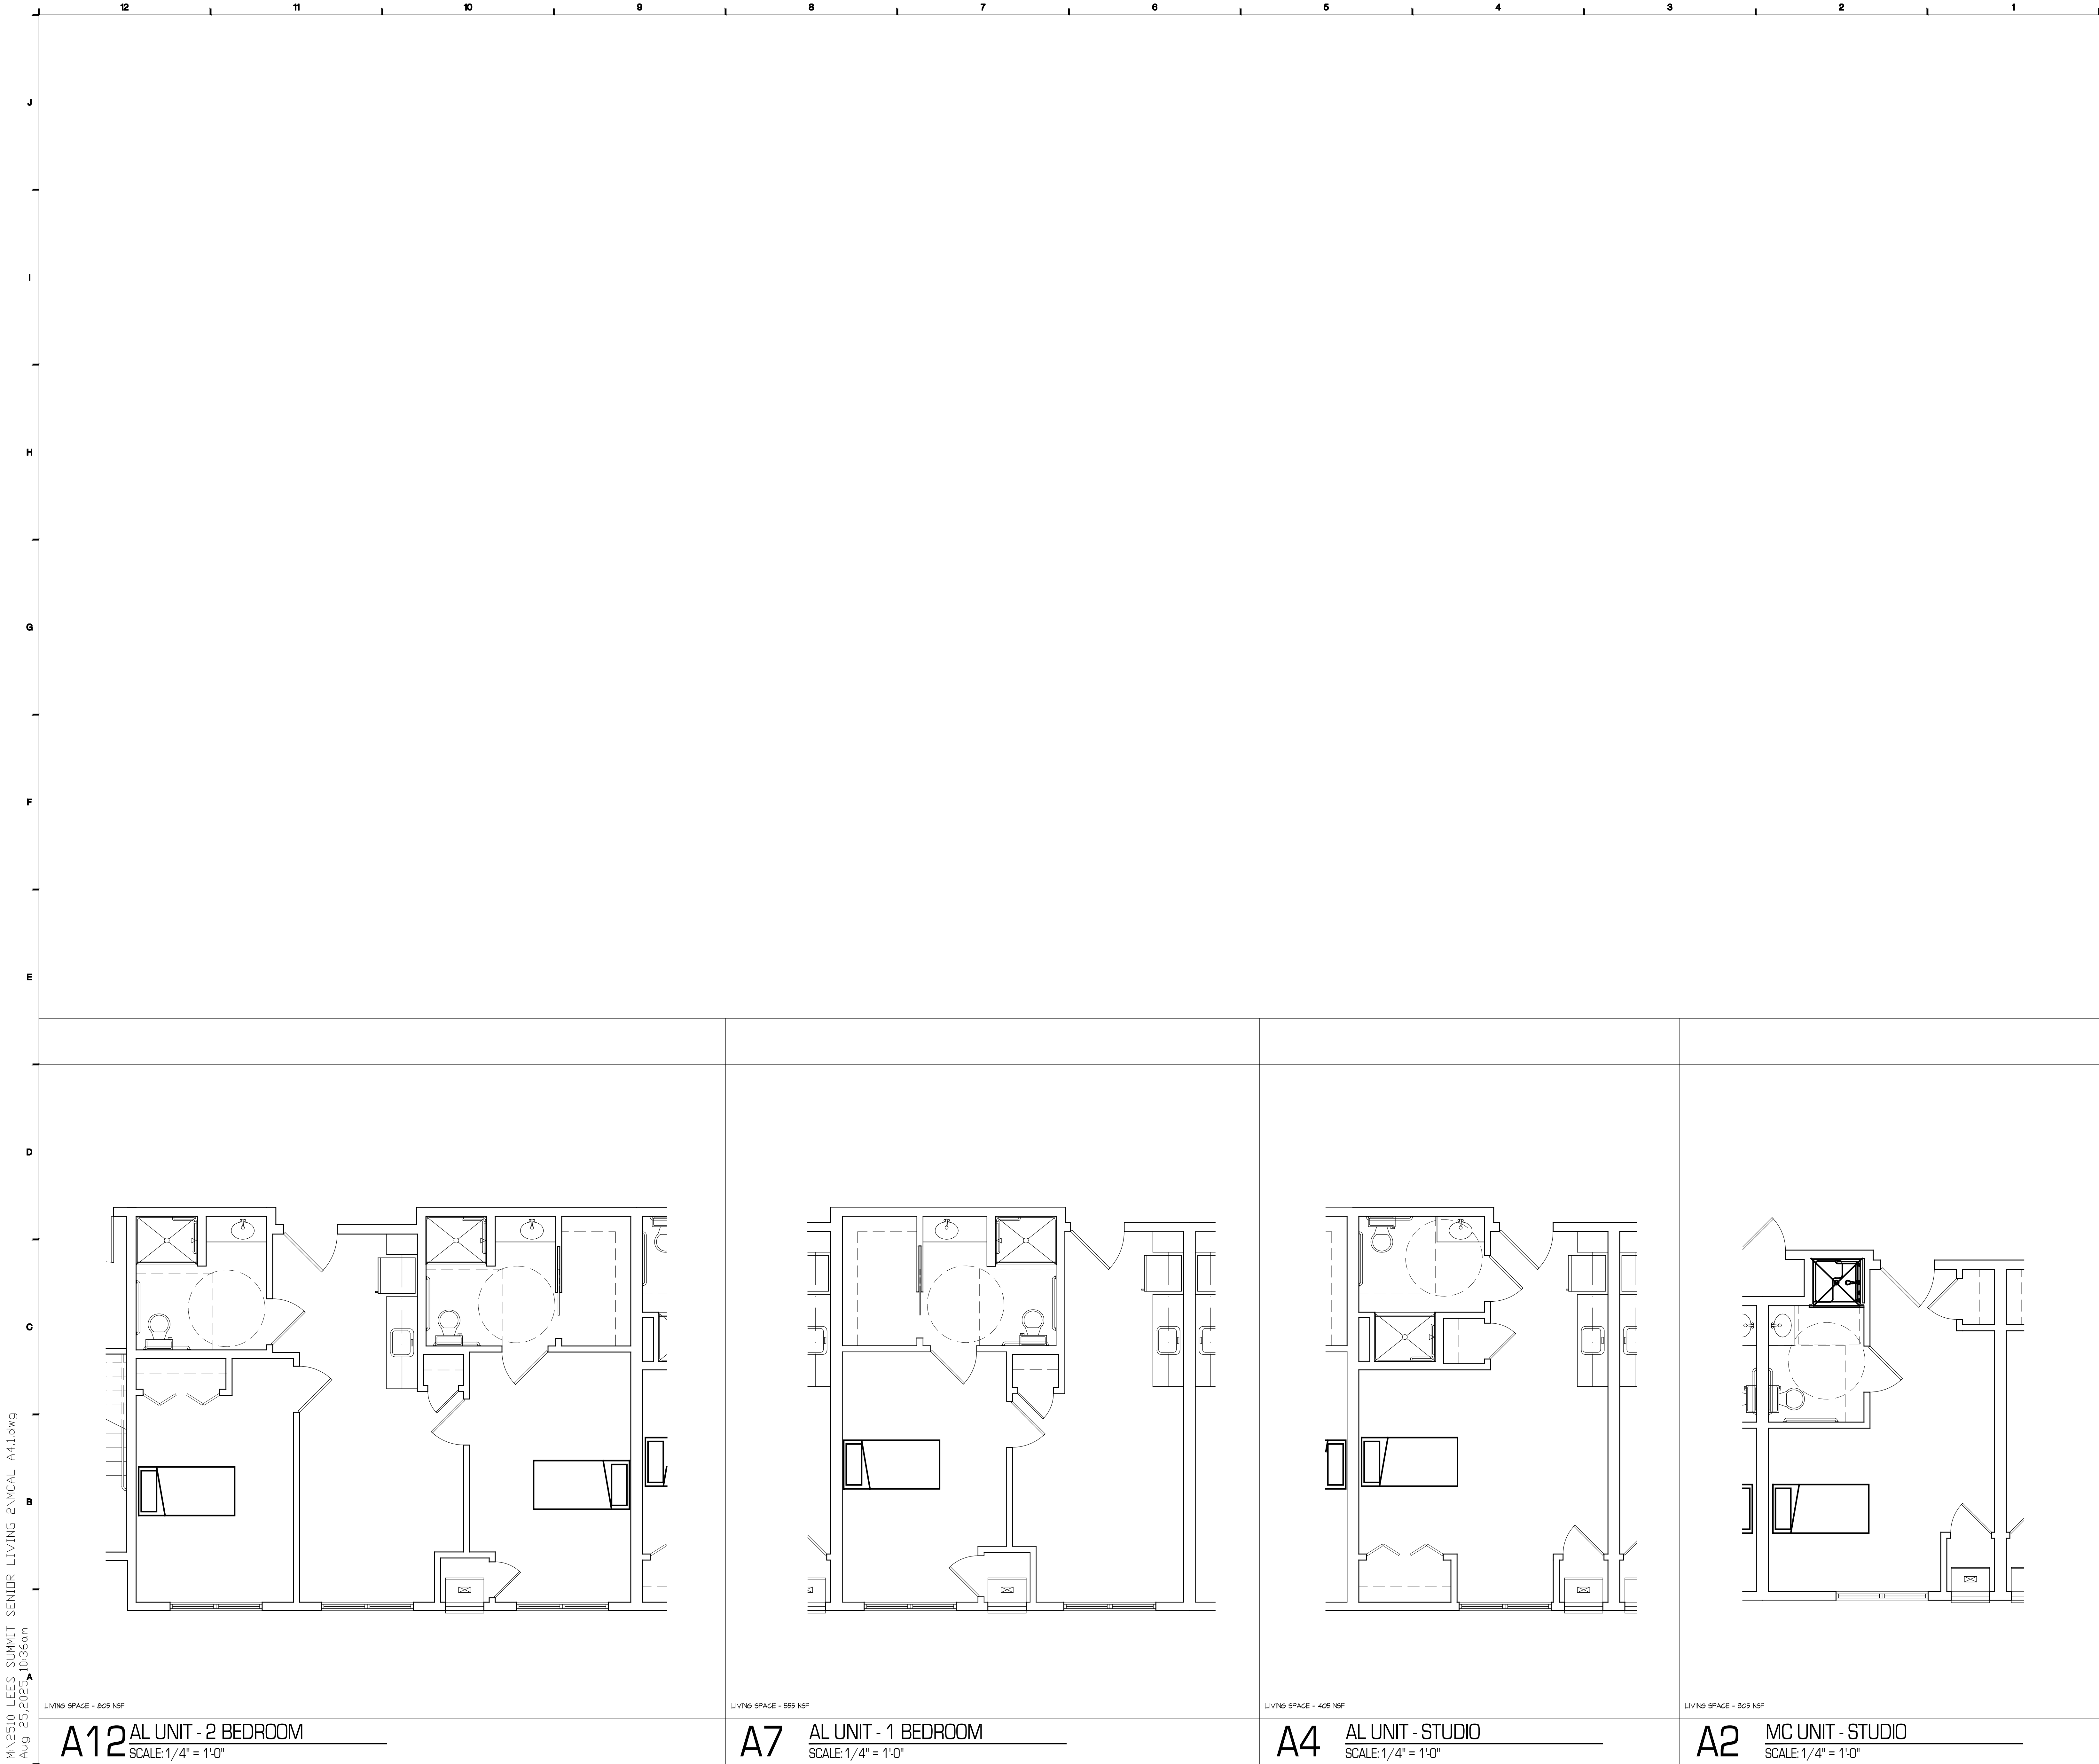 12 11 10 9 8 7 6 5 4 3 2 1
J
I
H
G
F
E
D
C
B
A
M:\2510 LEES SUMMIT SENIOR LIVING 2\MCAL A4.1.dwg
Aug 25,2025 10:36am
LIVING SPACE - 805 NSF
A12 AL UNIT - 2 BEDROOM
SCALE: 1/4" = 1'-0"
LIVING SPACE - 555 NSF
A7 AL UNIT - 1 BEDROOM
SCALE: 1/4" = 1'-0"
LIVING SPACE - 405 NSF
A4 AL UNIT - STUDIO
SCALE: 1/4" = 1'-0"
LIVING SPACE - 305 NSF
A2 MC UNIT - STUDIO
SCALE: 1/4" = 1'-0"